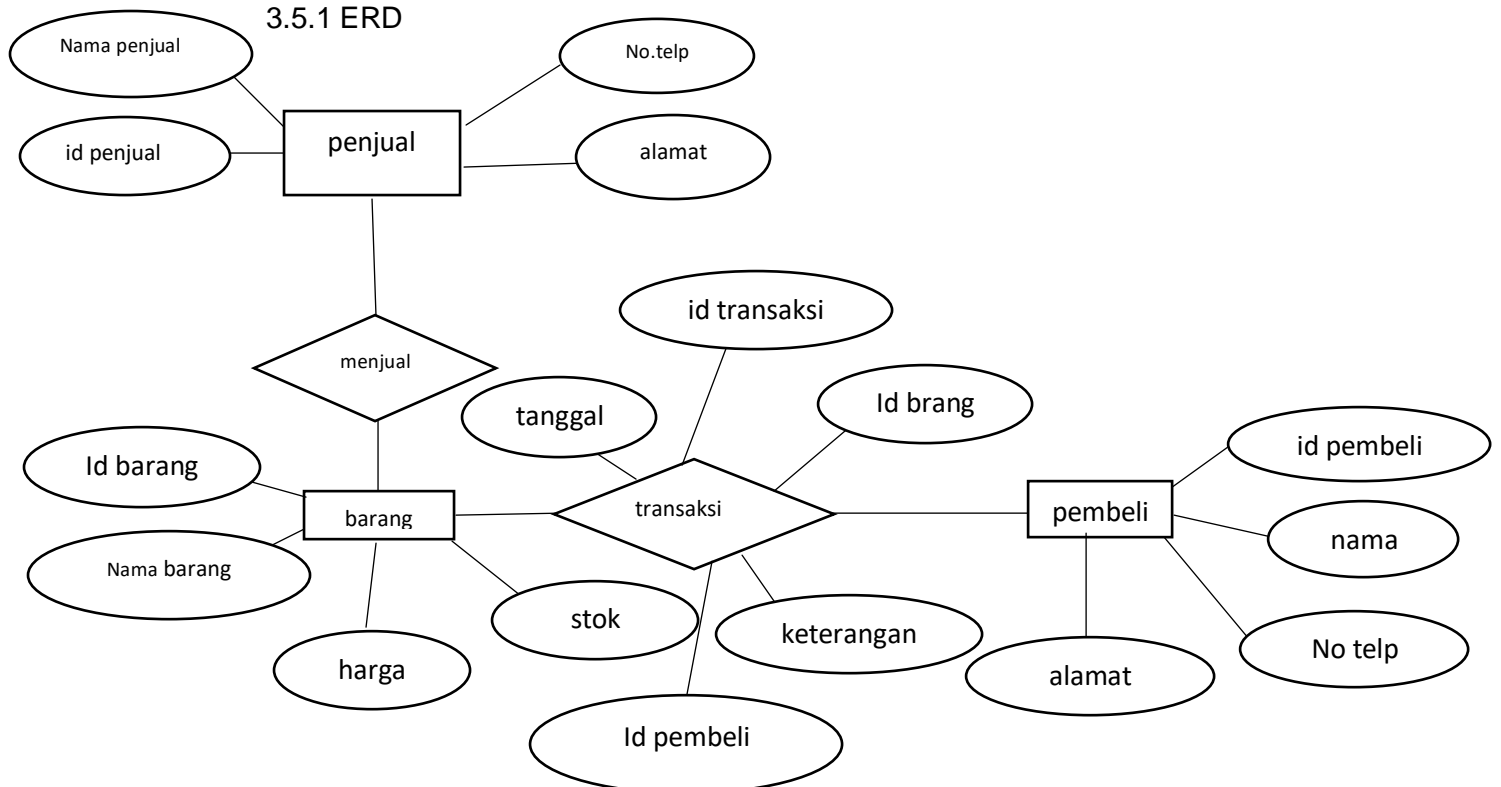 3.5.1 ERD
Nama penjual
No.telp
penjual
id penjual
alamat
id transaksi
menjual
Id brang
tanggal
id pembeli
Id barang
transaksi
barang
pembeli
nama
Nama barang
stok
keterangan
No telp
harga
alamat
Id pembeli